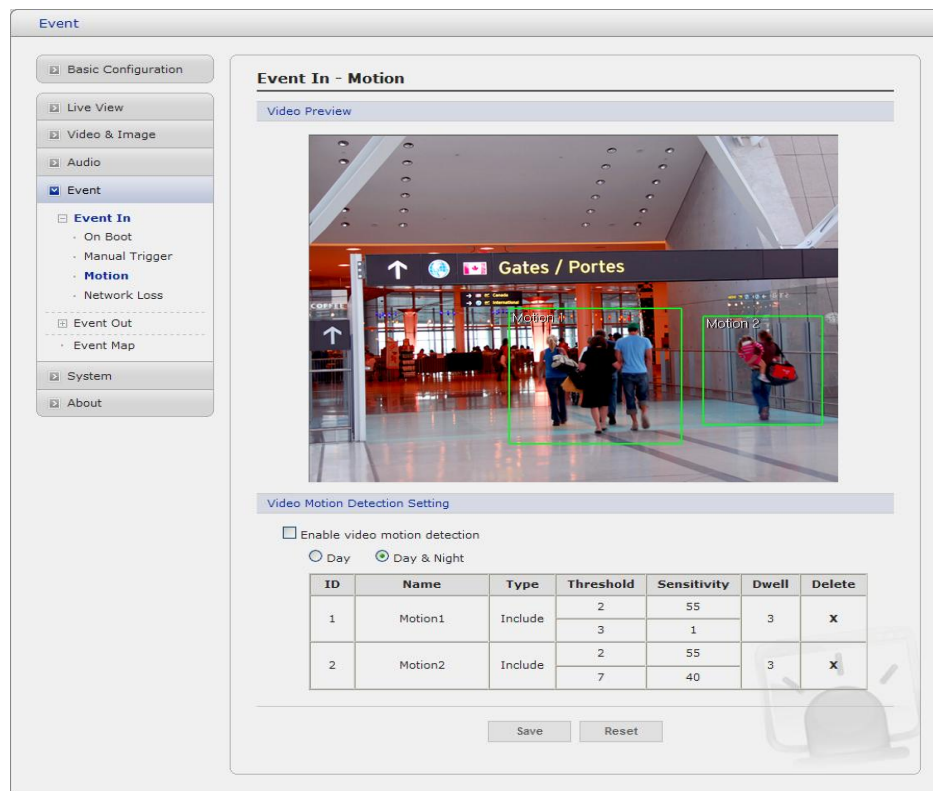 Event
Basic Configuration
Live View
Video & Image
Audio
Event
Event In
On Boot
Manual Trigger
Motion
Network Loss
Event Out
Event Map
System
About
Event In - Motion
Video Preview
Gates / Portes
Canada
International
Motion 1
Motion 2
Video Motion Detection Setting
Enable video motion detection
Day Day & Night
ID Name Type Threshold Sensitivity Dwell Delete
1 Motion1 Include 2 55 3 X
3 1
2 Motion2 Include 2 55 3 X
7 40
Save Reset